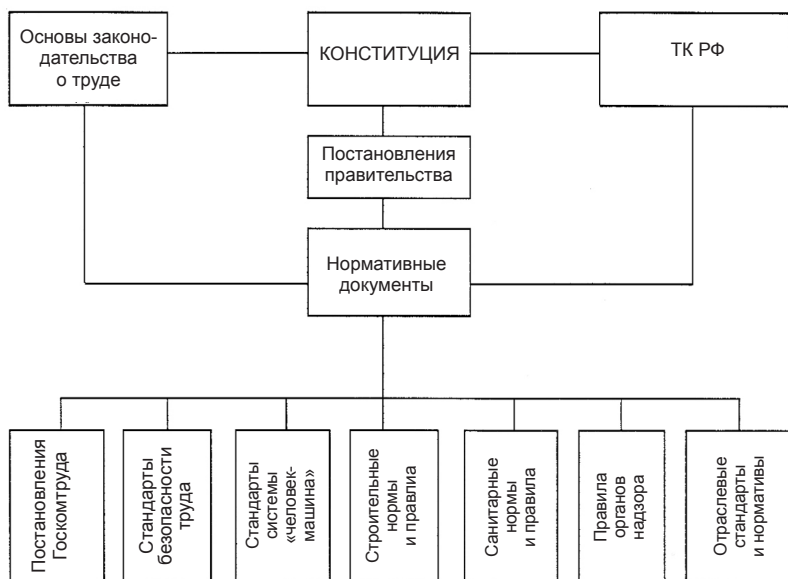 Основы законо-
дательства
о труде
КОНСТИТУЦИЯ
ТК РФ
Постановления
правительства
Нормативные
документы
Постановления
Госкомтруда
Стандарты
безопасности
труда
Стандарты
системы
«человек-
машина»
Строительные
нормы
и правлиа
Санитарные
нормы
и правила
Правила
органов
надзора
Отраслевые
стандарты
и нормативы